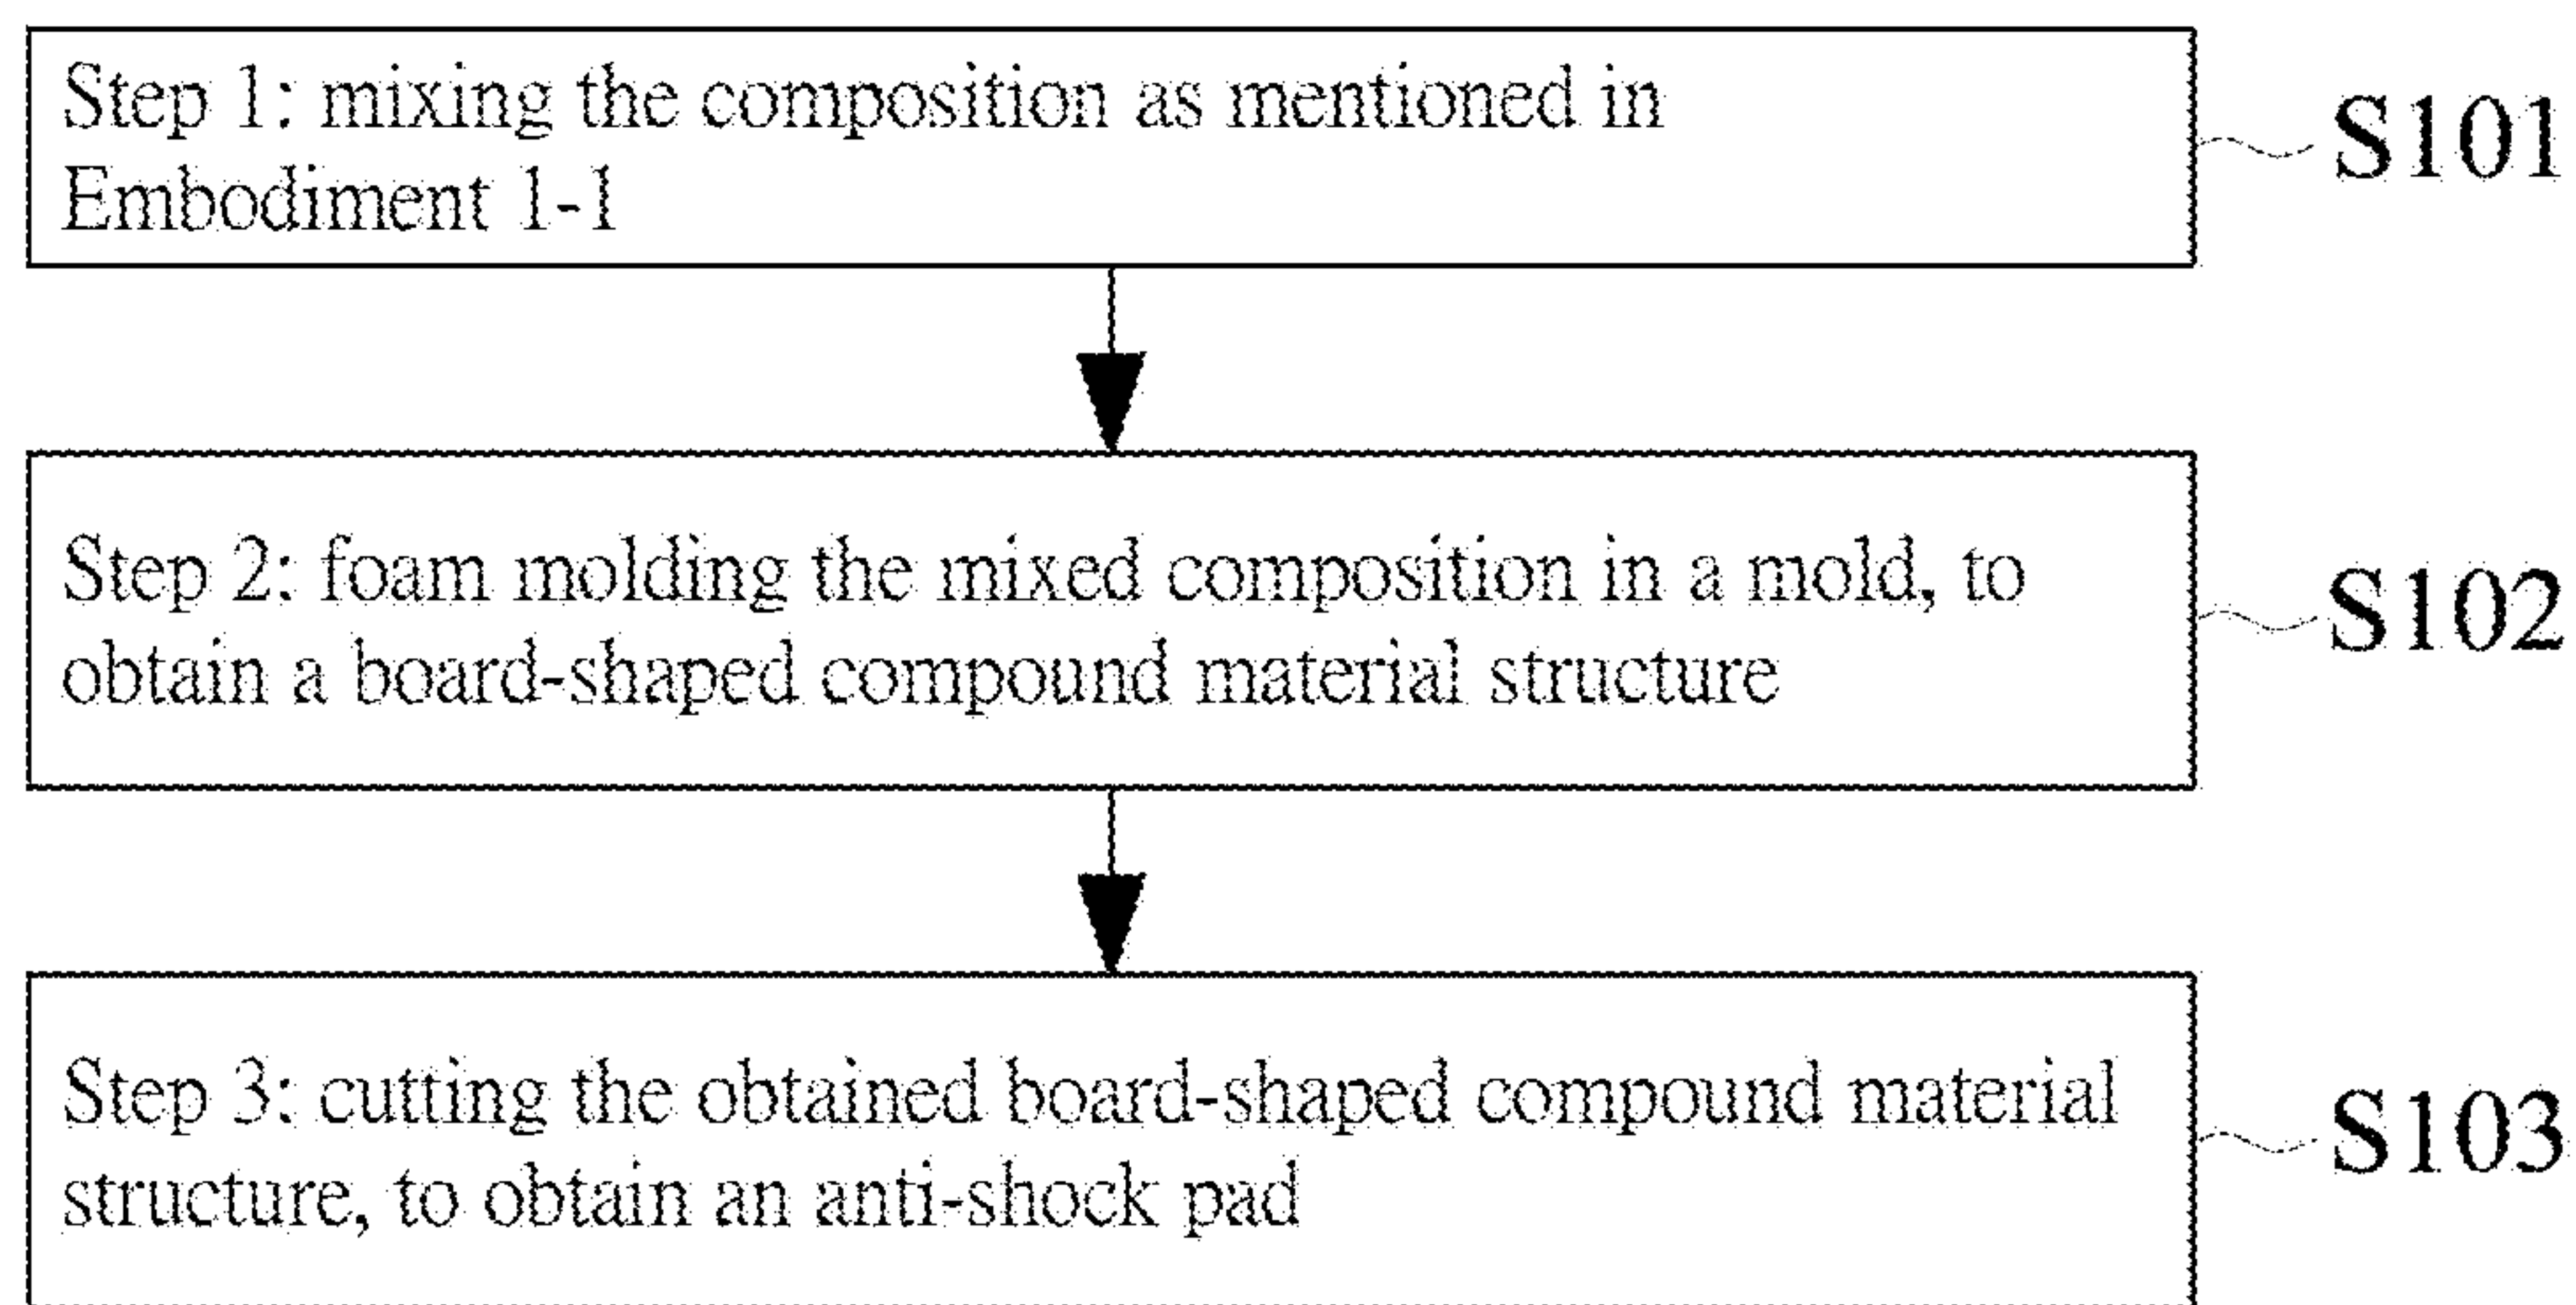 Step 1: mixing the composition as mentioned in
Embodiment 1-1
S101
Step 2: foam molding the mixed composition in a mold, to
obtain a board-shaped compound material structure
S102
Step 3: cutting the obtained board-shaped compound material
structure, to obtain an anti-shock pad
S103